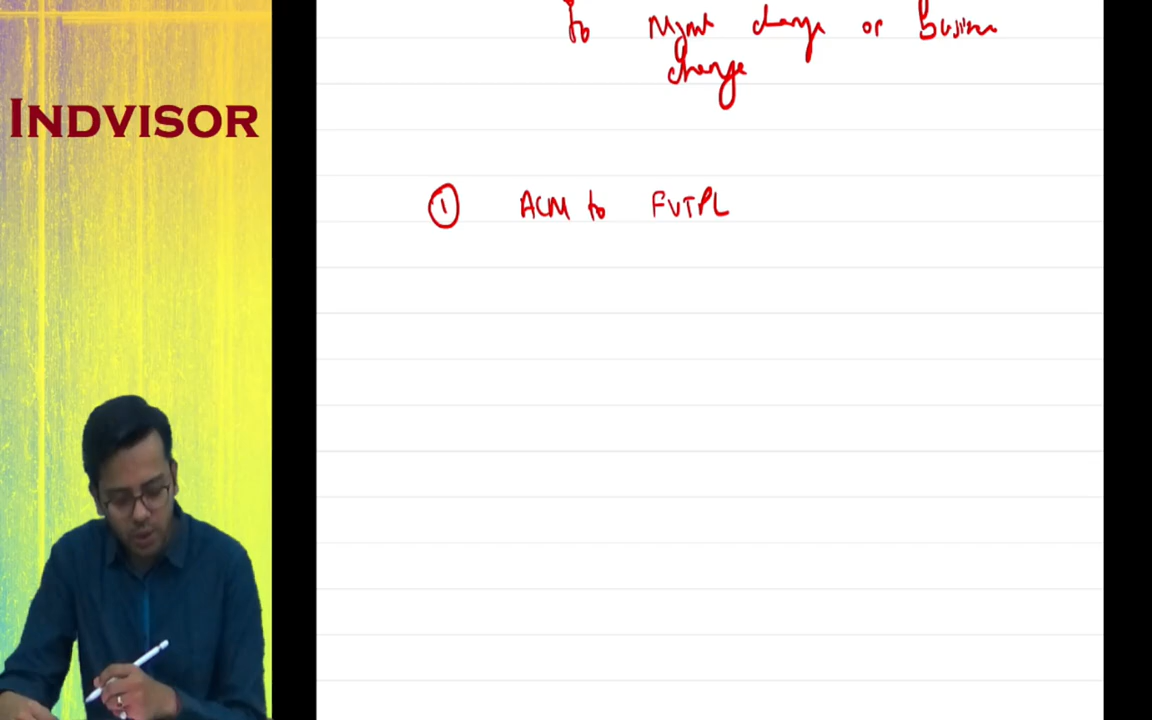 INDVISOR
to Mgmt change or Business
change
① ACM to FVTPL